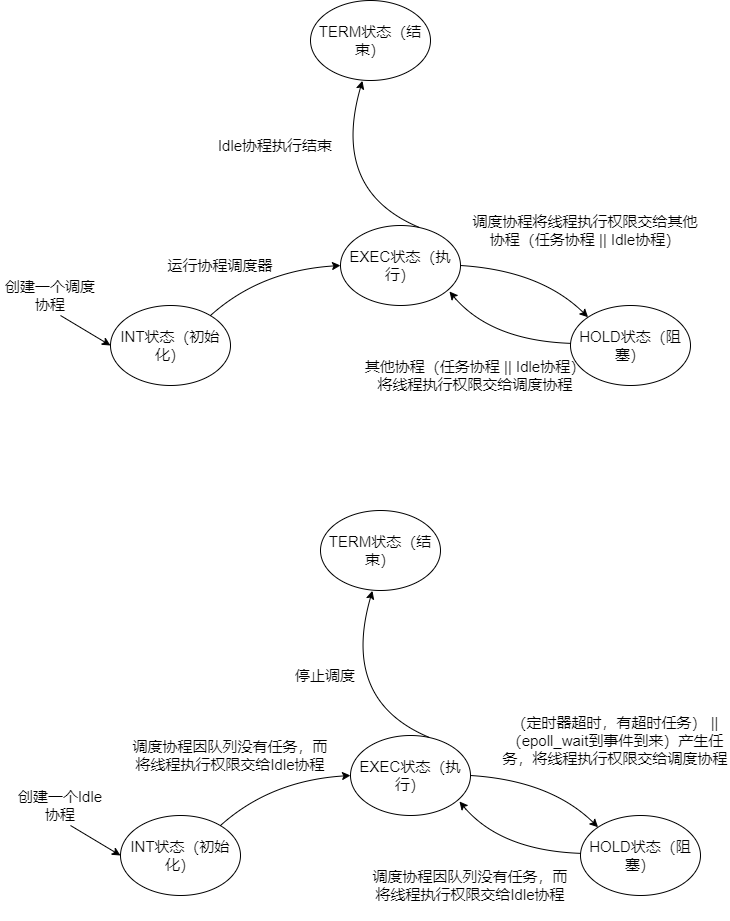 TERM状态（结
束）
Idle协程执行结束
调度协程将线程执行权限交给其他
协程（任务协程 || Idle协程）
运行协程调度器
EXEC状态（执
行）
创建一个调度
协程
INT状态（初始
化）
HOLD状态（阻
塞）
其他协程（任务协程 || Idle协程）
将线程执行权限交给调度协程
TERM状态（结
束）
停止调度
（定时器超时，有超时任务） ||
（epoll_wait到事件到来）产生任
务，将线程执行权限交给调度协程
调度协程因队列没有任务，而
将线程执行权限交给Idle协程
EXEC状态（执
行）
创建一个Idle
协程
INT状态（初始
化）
HOLD状态（阻
塞）
调度协程因队列没有任务，而
将线程执行权限交给Idle协程